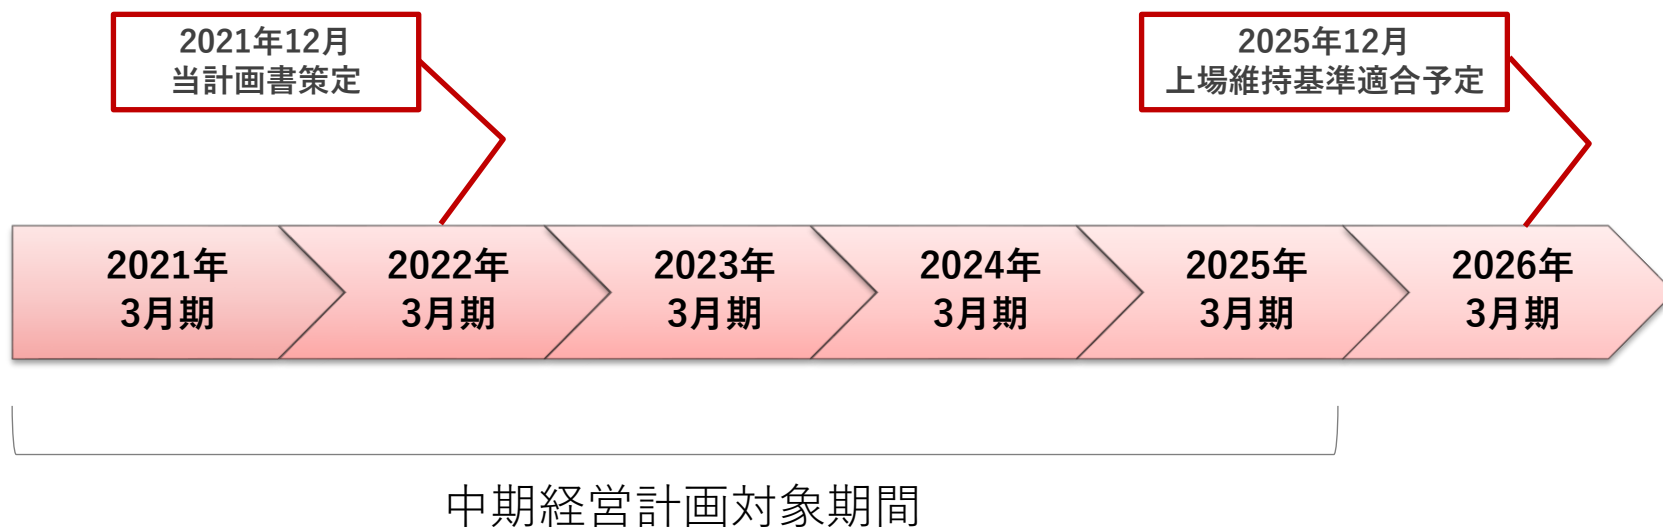 2021年12月
当計画書策定
2025年12月
上場維持基準適合予定
2021年
3月期
2022年
3月期
2023年
3月期
2024年
3月期
2025年
3月期
2026年
3月期
中期経営計画対象期間